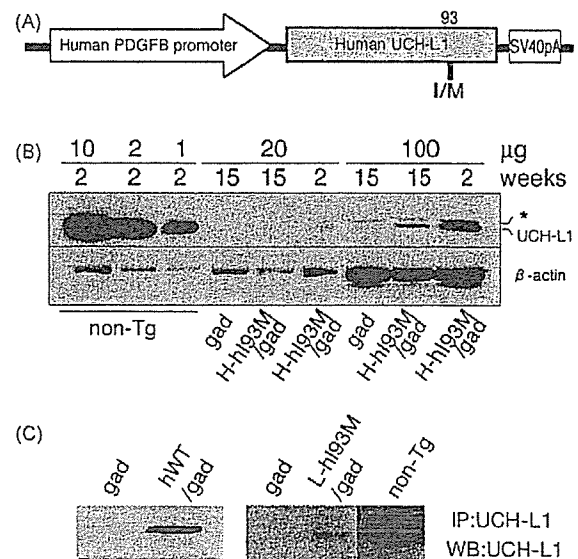 (A)
93
Human PDGFB promoter
Human UCH-L1
SV40pA
I/M
(B)
10 2 1 20 100 μg
2 2 2 15 15 2 15 15 2 weeks
*
UCH-L1
β-actin
non-Tg
gad
H-hI93M
/gad
H-hI93M
/gad
gad
H-hI93M
/gad
H-hI93M
/gad
(C)
gad
hWT
/gad
gad
L-hI93M
/gad
non-Tg
IP:UCH-L1
WB:UCH-L1